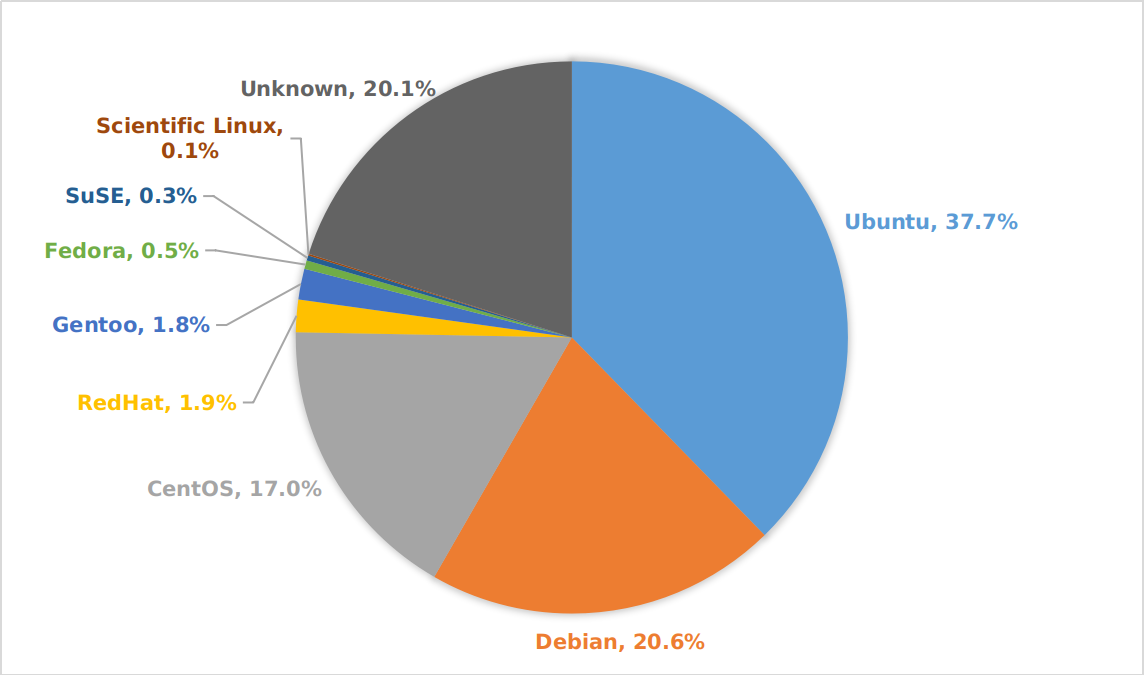 Unknown, 20.1%
Scientific Linux,
0.1%
SuSE, 0.3%
Ubuntu, 37.7%
Fedora, 0.5%
Gentoo, 1.8%
RedHat, 1.9%
CentOS, 17.0%
Debian, 20.6%